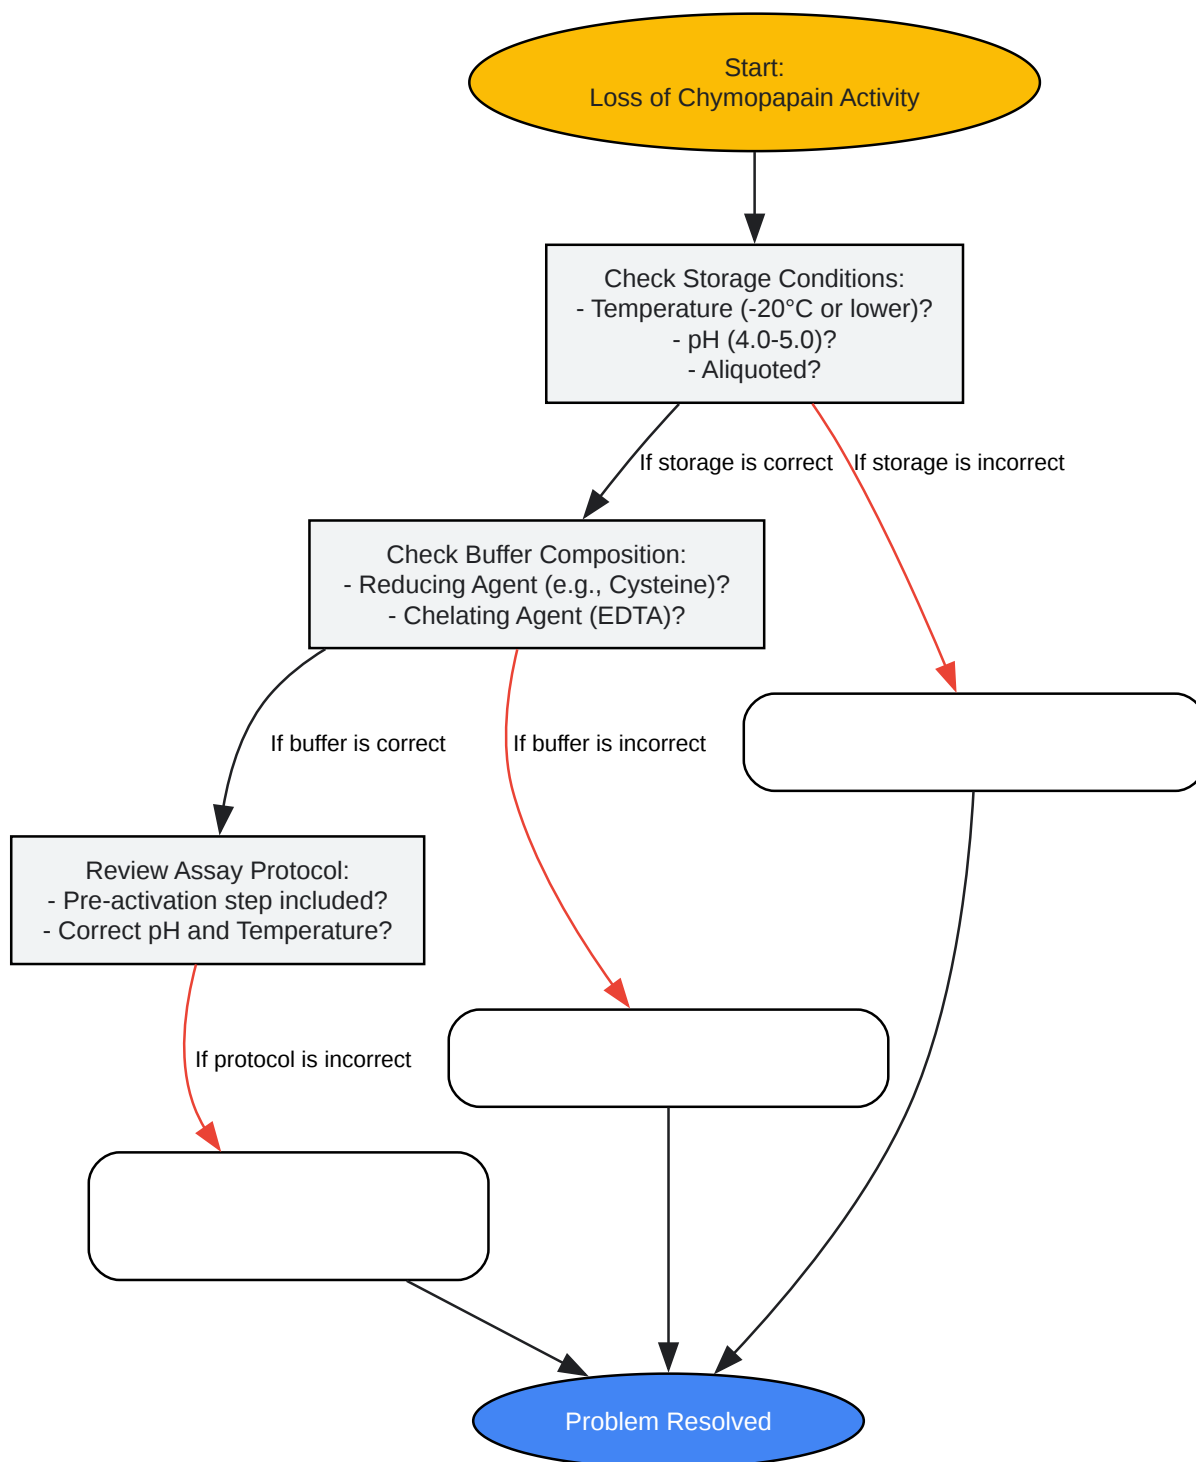 Start:
Loss of Chymopapain Activity
Check Storage Conditions:
- Temperature (-20°C or lower)?
- pH (4.0-5.0)?
- Aliquoted?
If storage is correct
If storage is incorrect
Check Buffer Composition:
- Reducing Agent (e.g., Cysteine)?
- Chelating Agent (EDTA)?
If buffer is correct
If buffer is incorrect
Review Assay Protocol:
- Pre-activation step included?
- Correct pH and Temperature?
If protocol is incorrect
Problem Resolved